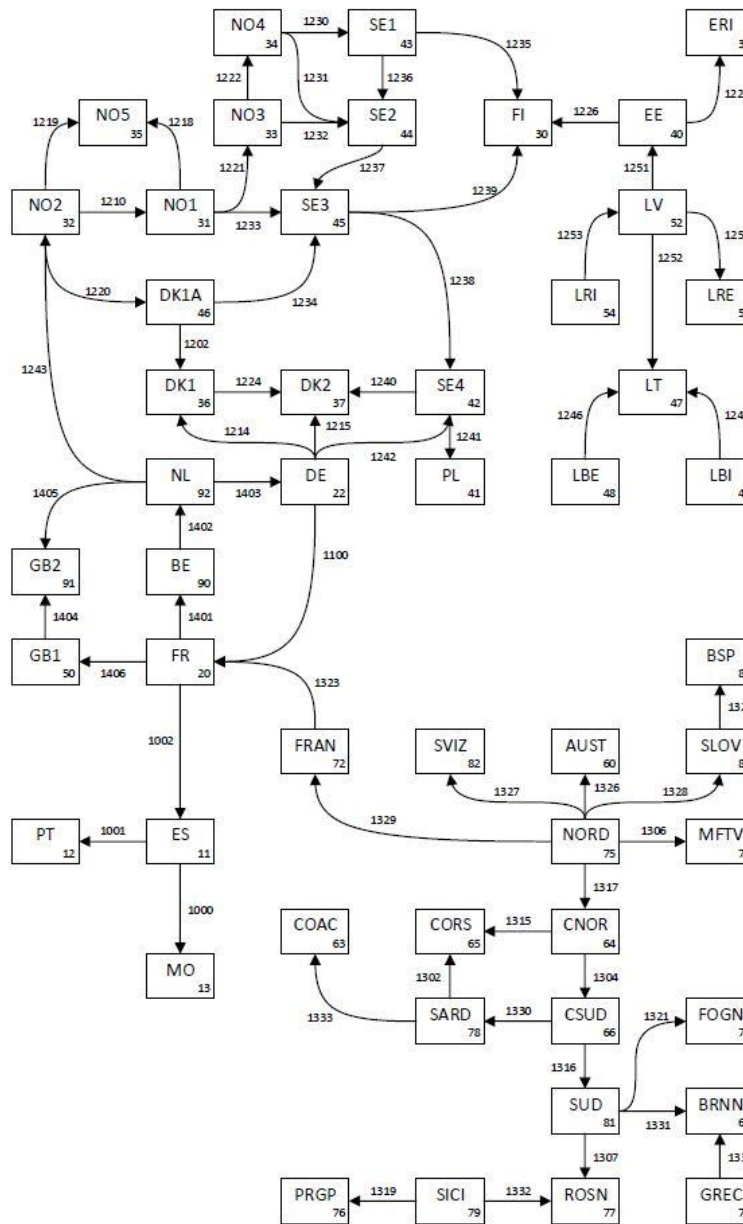 NO4 34
1230
SE1 43
1235
ERI
1222
1231
1236
NO5 35
1219
1218
NO3 33
1232
SE2 44
FI 30
1226
EE 40
1221
1237
1239
1251
NO2 32
1210
NO1 31
1233
SE3 45
LV 52
1253
1252
1220
DK1A 46
1234
1238
LRI 54
LRE
1202
1243
DK1 36
1224
DK2 37
1240
SE4 42
LT 47
1214
1215
1242
1241
1246
1405
NL 92
1403
DE 22
PL 41
LBE 48
LBI
1402
1100
GB2 91
BE 90
1404
1401
GB1 50
1406
FR 20
1323
BSP
1002
FRAN 72
SVIZ 82
AUST 60
SLOV
1327
1326
1328
1329
PT 12
1001
ES 11
NORD 75
1306
MFTV
1000
1317
COAC 63
CORS 65
1315
CNOR 64
MO 13
1302
1304
1333
SARD 78
1330
CSUD 66
1321
FOGN
1316
SUD 81
1331
BRNN
1307
PRGP 76
1319
SICI 79
1332
ROSN 77
GREC